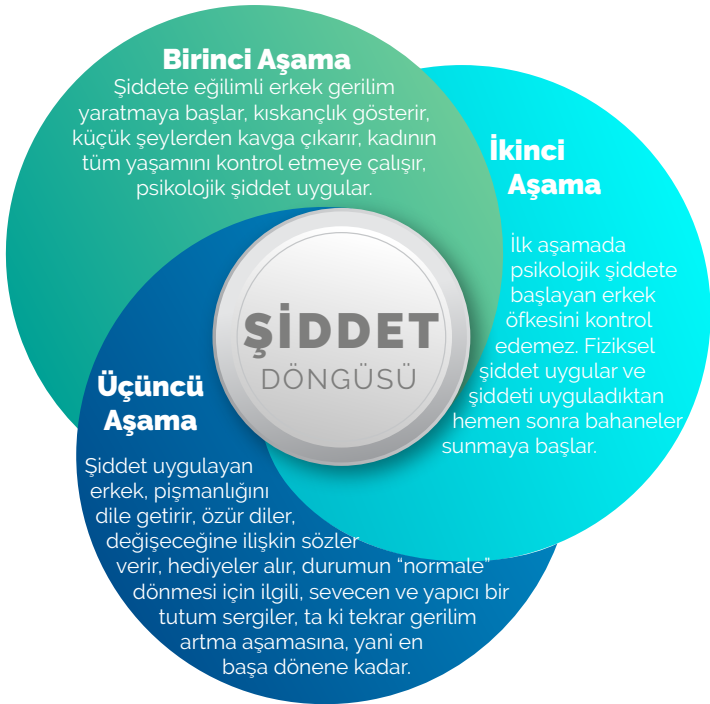 Birinci Aşama
Şiddete eğilimli erkek gerilim
yaratmaya başlar, kıskançlık gösterir,
küçük şeylerden kavga çıkarır, kadının
tüm yaşamını kontrol etmeye çalışır,
psikolojik şiddet uygular.
İkinci
Aşama
İlk aşamada
psikolojik şiddete
başlayan erkek
öfkesini kontrol
edemez. Fiziksel
şiddet uygular ve
şiddeti uyguladıktan
hemen sonra bahaneler
sunmaya başlar.
ŞİDDET
DÖNGÜSÜ
Üçüncü
Aşama
Şiddet uygulayan
erkek, pişmanlığını
dile getirir, özür diler,
değişeceğine ilişkin sözler
verir, hediyeler alır, durumun “normale”
dönmesi için ilgili, sevecen ve yapıcı bir
tutum sergiler, ta ki tekrar gerilim
artma aşamasına, yani en
başa dönene kadar.